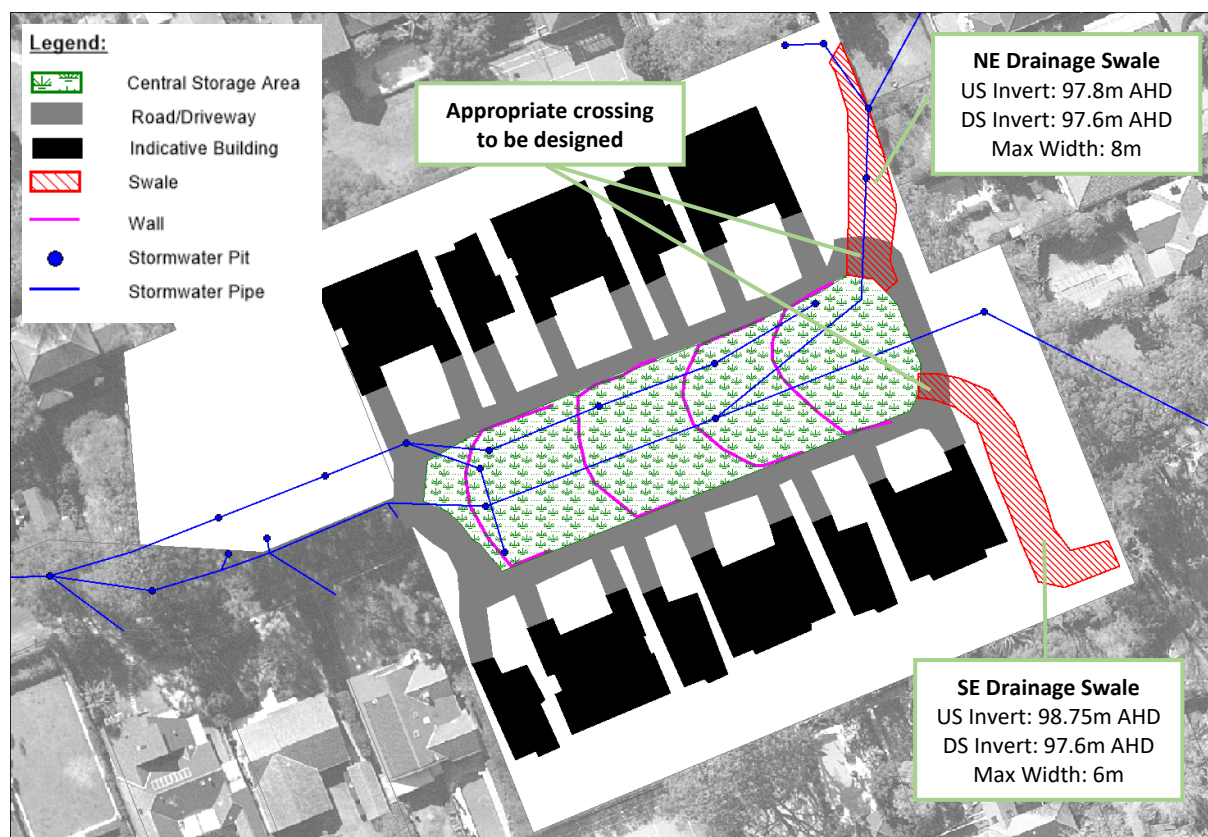 Legend:
Central Storage Area
Road/Driveway
Indicative Building
Swale
Wall
Stormwater Pit
Stormwater Pipe
Appropriate crossing
to be designed
NE Drainage Swale
US Invert: 97.8m AHD
DS Invert: 97.6m AHD
Max Width: 8m
SE Drainage Swale
US Invert: 98.75m AHD
DS Invert: 97.6m AHD
Max Width: 6m